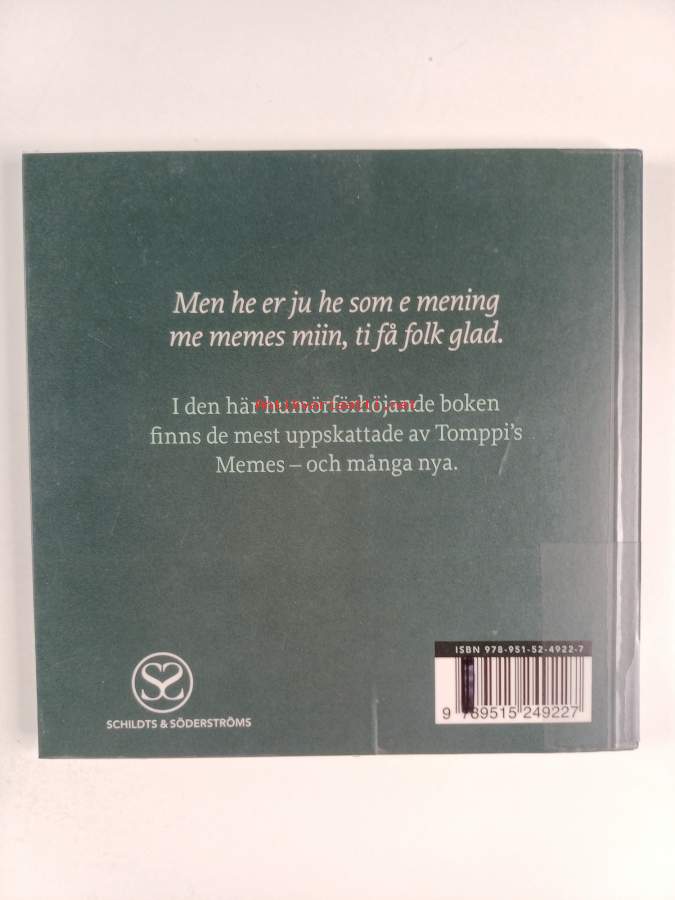 Men he er ju he som e mening
me memes miin, ti få folk glad.
I den här humörförhöjande boken
finns de mest uppskattade av Tomppi's
Memes – och många nya.
SCHILDTS & SÖDERSTRÖMS
ISBN 978-951-52-4922-7
9 789515 249227